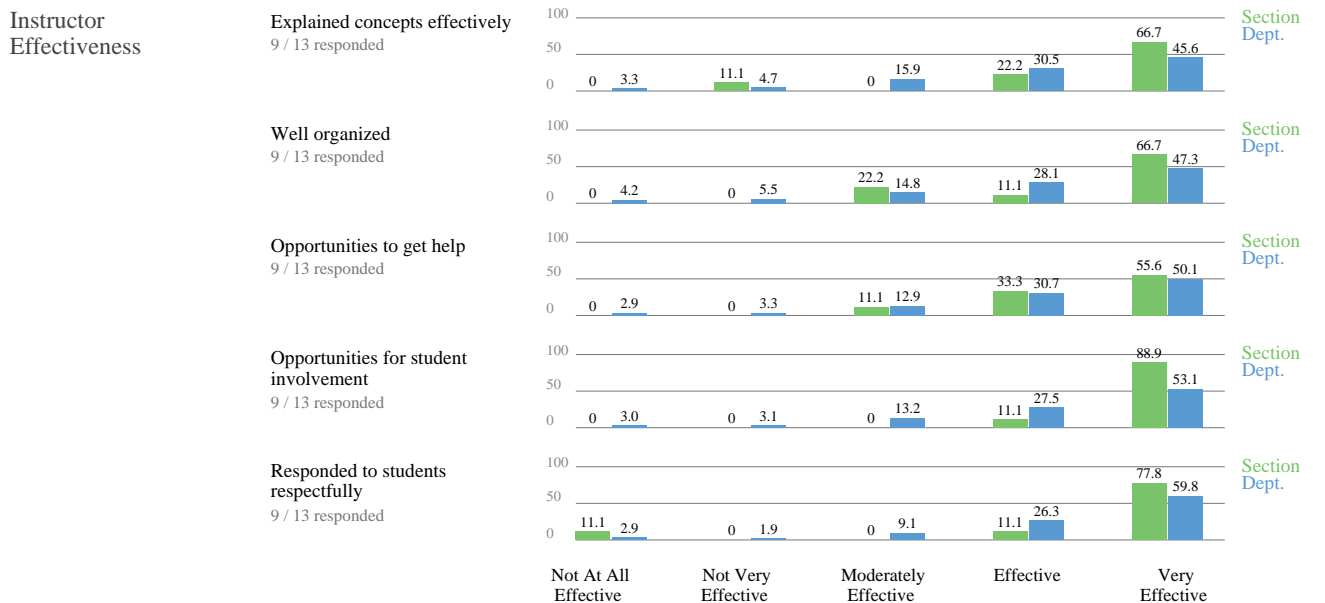 Instructor
Effectiveness
Explained concepts effectively
9 / 13 responded
100
50
0
0 3.3 11.1 4.7 0 15.9 22.2 30.5 66.7 45.6
Section
Dept.
Well organized
9 / 13 responded
100
50
0
0 4.2 0 5.5 22.2 14.8 11.1 28.1 66.7 47.3
Section
Dept.
Opportunities to get help
9 / 13 responded
100
50
0
0 2.9 0 3.3 11.1 12.9 33.3 30.7 55.6 50.1
Section
Dept.
Opportunities for student
involvement
9 / 13 responded
100
50
0
0 3.0 0 3.1 0 13.2 11.1 27.5 88.9 53.1
Section
Dept.
Responded to students
respectfully
9 / 13 responded
100
50
0
11.1 2.9 0 1.9 0 9.1 11.1 26.3 77.8 59.8
Section
Dept.
Not At All
Effective
Not Very
Effective
Moderately
Effective
Effective
Very
Effective